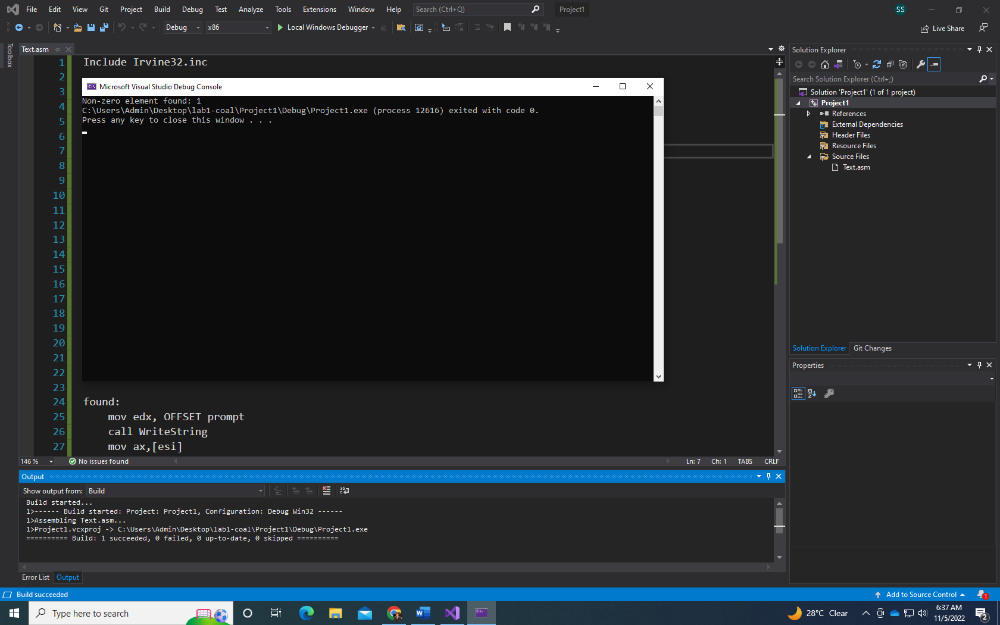 File Edit View Git Project Build Debug Test Analyze Tools Extensions Window Help Search (Ctrl+Q) Project1 SS
Debug x86 Local Windows Debugger Live Share
Toolbox
Text.asm
1 Include Irvine32.inc
2
3
4
5
6
7
8
9
10
11
12
13
14
15
16
17
18
19
20
21
22
23
24 found:
25 mov edx, OFFSET prompt
26 call WriteString
27 mov ax,[esi]
Microsoft Visual Studio Debug Console
Non-zero element found: 1
C:\Users\Admin\Desktop\lab1-coal\Project1\Debug\Project1.exe (process 12616) exited with code 0.
Press any key to close this window . . .
146 % No issues found Ln: 7 Ch: 1 TABS CRLF
Output
Show output from: Build
Build started...
1>------ Build started: Project: Project1, Configuration: Debug Win32 ------
1>Assembling Text.asm...
1>Project1.vcxproj -> C:\Users\Admin\Desktop\lab1-coal\Project1\Debug\Project1.exe
========== Build: 1 succeeded, 0 failed, 0 up-to-date, 0 skipped ==========
Error List Output
Solution Explorer
Search Solution Explorer (Ctrl+;)
Solution 'Project1' (1 of 1 project)
Project1
References
External Dependencies
Header Files
Resource Files
Source Files
Text.asm
Solution Explorer Git Changes
Properties
Build succeeded Add to Source Control 1
Type here to search 28°C Clear 6:37 AM
11/5/2022 2